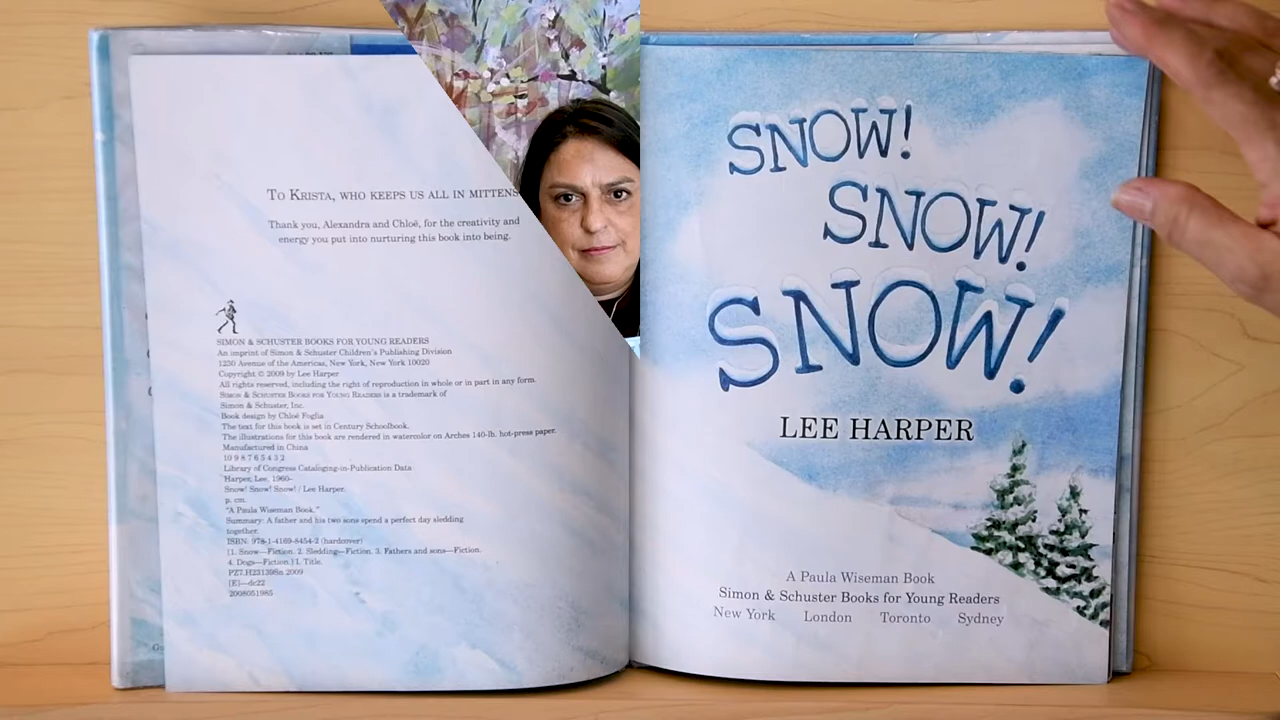 TO KRISTA, WHO KEEPS US ALL IN MITTENS
Thank you, Alexandra and Chloë, for the creativity and
energy you put into nurturing this book into being.
SIMON & SCHUSTER BOOKS FOR YOUNG READERS
An imprint of Simon & Schuster Children's Publishing Division
1230 Avenue of the Americas, New York, New York 10020
Copyright © 2009 by Lee Harper
All rights reserved, including the right of reproduction in whole or in part in any form.
SIMON & SCHUSTER BOOKS FOR YOUNG READERS is a trademark of
Simon & Schuster, Inc.
Book design by Chloë Foglia
The text for this book is set in Century Schoolbook.
The illustrations for this book are rendered in watercolor on Arches 140-lb. hot-press paper.
Manufactured in China
10 9 8 7 6 5 4 3 2
Library of Congress Cataloging-in-Publication Data
Harper, Lee, 1960–
Snow! Snow! Snow! / Lee Harper.
p. cm.
"A Paula Wiseman Book."
Summary: A father and his two sons spend a perfect day sledding
together.
ISBN: 978-1-4169-8454-2 (hardcover)
[1. Snow—Fiction. 2. Sledding—Fiction. 3. Fathers and sons—Fiction.
4. Dogs—Fiction.] I. Title.
PZ7.H23139Sn 2009
[E]—dc22
2008051985
SNOW!
SNOW!
SNOW!
LEE HARPER
A Paula Wiseman Book
Simon & Schuster Books for Young Readers
New York London Toronto Sydney